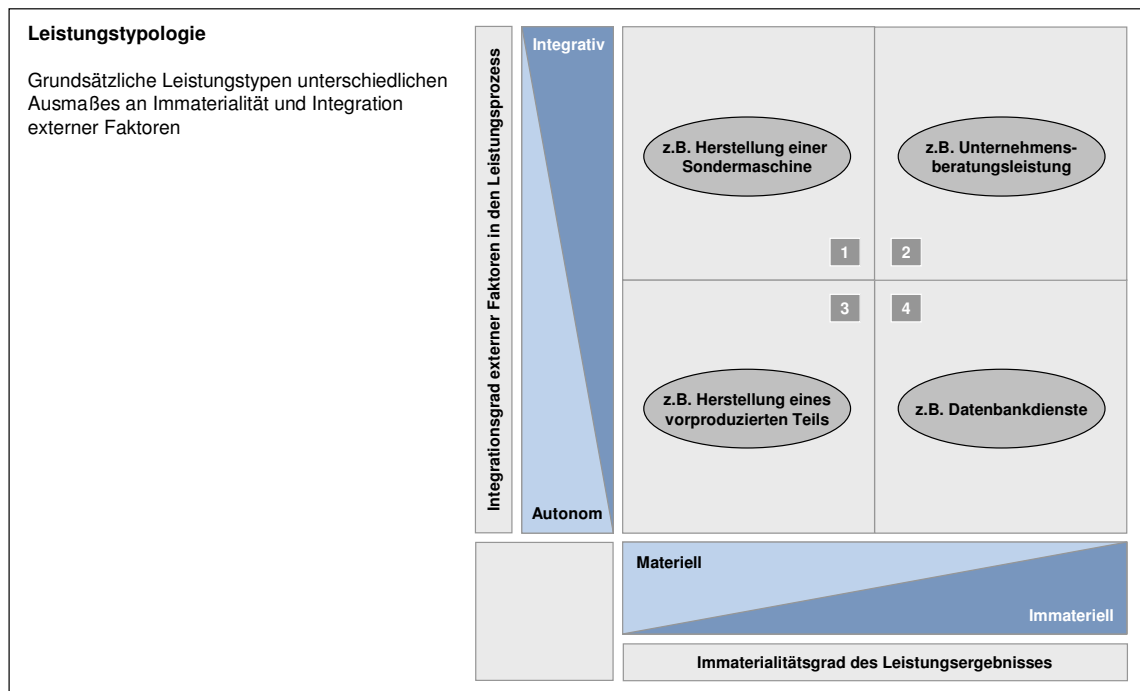 Leistungstypologie
Grundsätzliche Leistungstypen unterschiedlichen
Ausmaßes an Immaterialität und Integration
externer Faktoren
Integrationsgrad externer Faktoren in den Leistungsprozess
Integrativ
Autonom
z.B. Herstellung einer
Sondermaschine
z.B. Unternehmens-
beratungsleistung
1
2
3
4
z.B. Herstellung eines
vorproduzierten Teils
z.B. Datenbankdienste
Materiell
Immateriell
Immaterialitätsgrad des Leistungsergebnisses